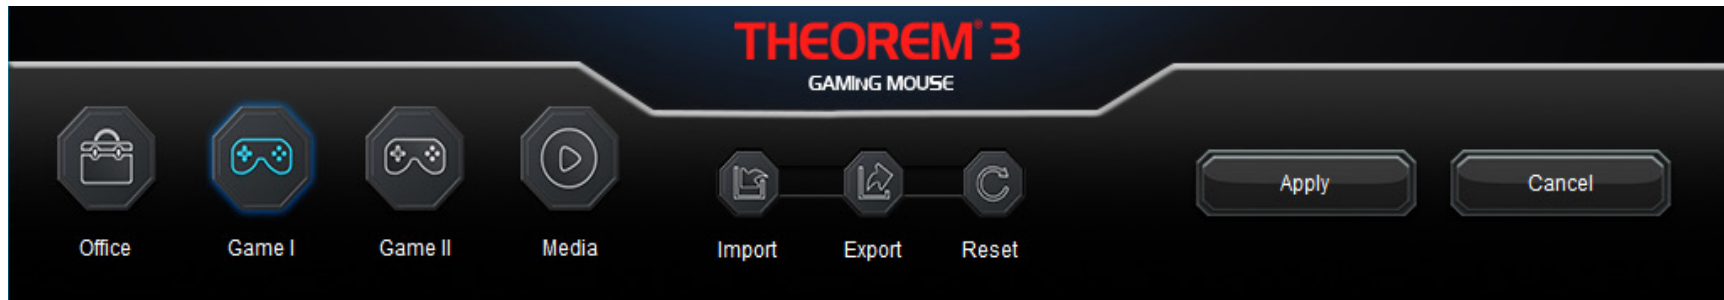 THEOREM® 3
GAMING MOUSE
Office
Game I
Game II
Media
Import
Export
Reset
Apply
Cancel